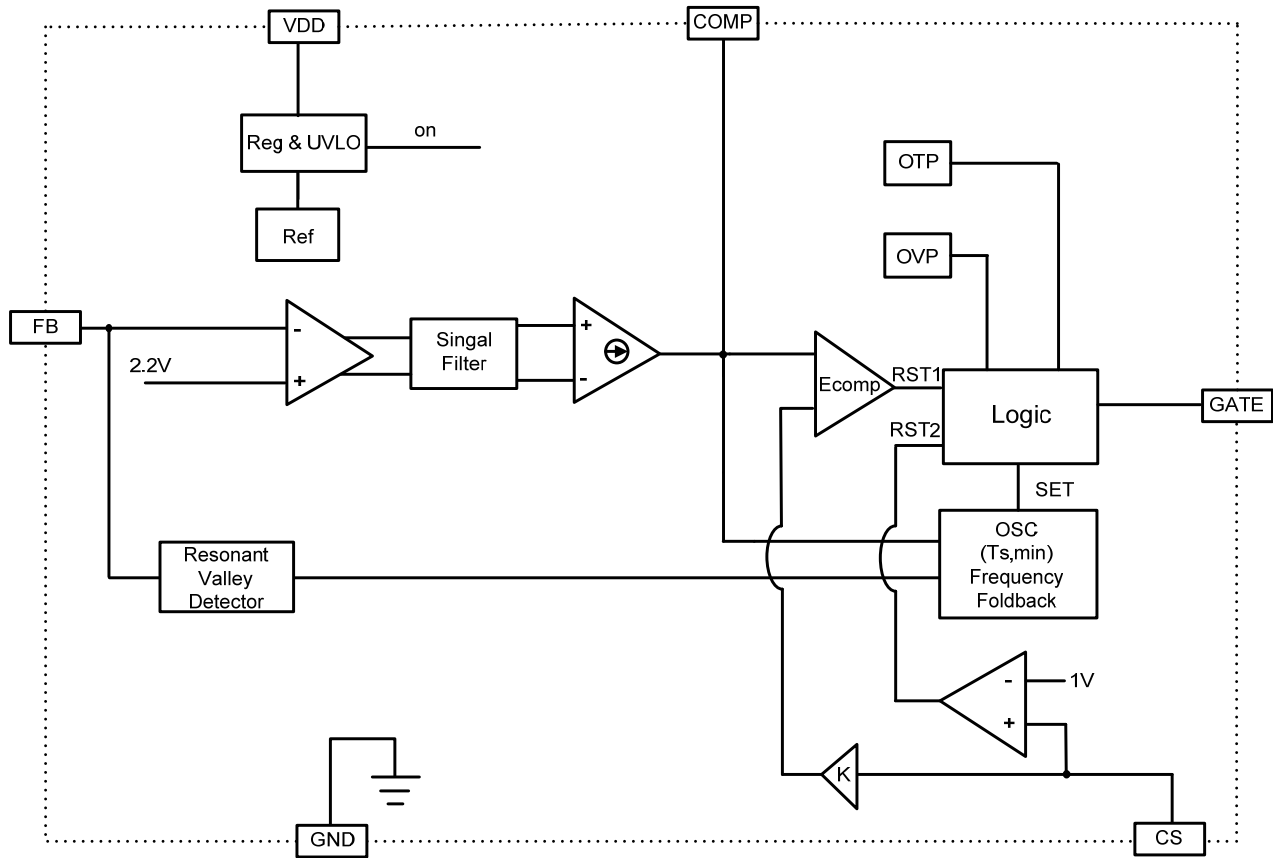 VDD
COMP
Reg & UVLO
on
OTP
Ref
OVP
FB
-
+
2.2V
Singal
Filter
+
-
Ecomp
RST1
RST2
Logic
GATE
SET
Resonant
Valley
Detector
OSC
(Ts,min)
Frequency
Foldback
-
1V
+
K
GND
CS